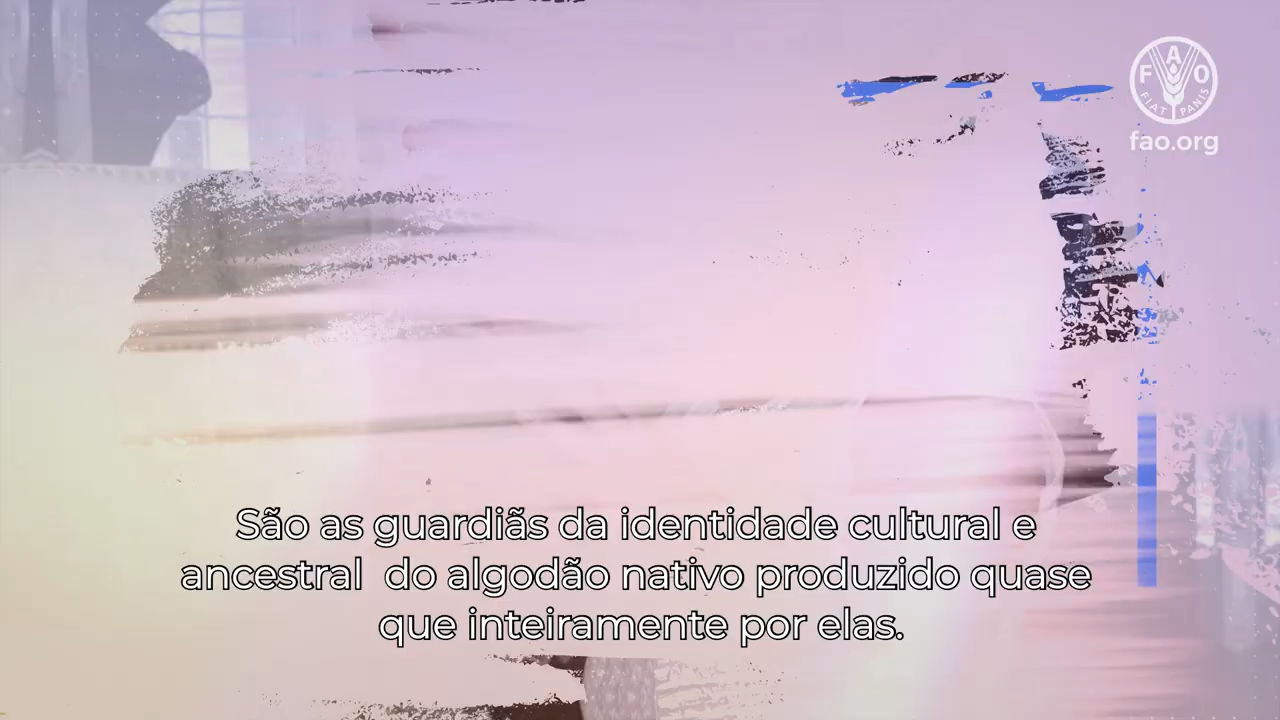 FAO
FIAT PANIS
fao.org
São as guardiãs da identidade cultural e
ancestral  do algodão nativo produzido quase
que inteiramente por elas.